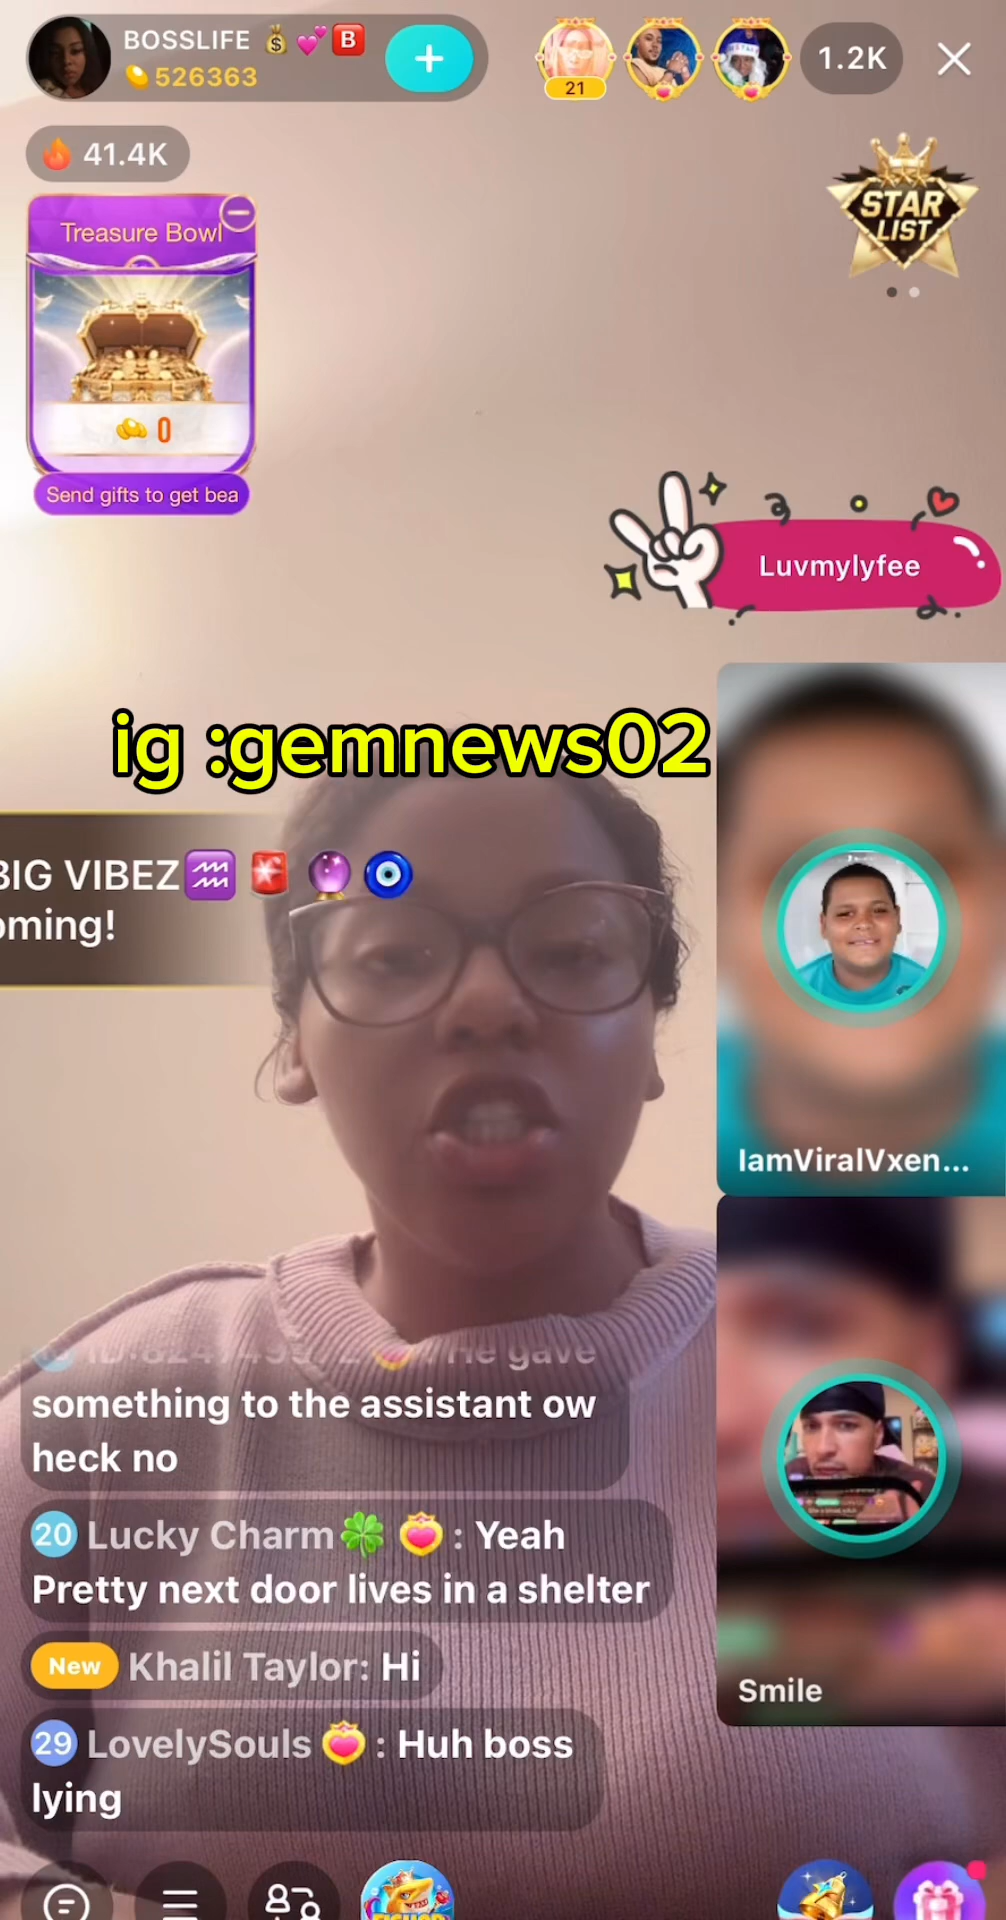 BOSSLIFE 💰 💕 B
526363
21
1.2K
41.4K
Treasure Bowl
0
Send gifts to get bea
STAR
LIST
Luvmylyfee
ig :gemnews02
BIG VIBEZ♒ 🚨 🔮 🧿
oming!
IamViralVxen...
He gave
something to the assistant ow
heck no
20 Lucky Charm🍀 : Yeah
Pretty next door lives in a shelter
New Khalil Taylor: Hi
29 LovelySouls : Huh boss
lying
Smile